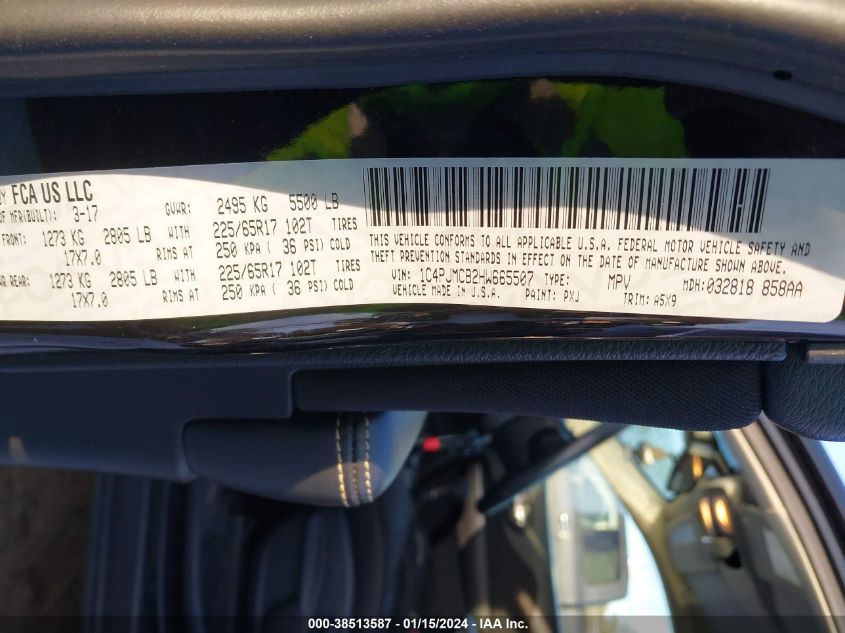 BY FCA US LLC
OF MFR(BUILT): 3-17 GVWR: 2495 KG 5500 LB
FRONT: 1273 KG 2805 LB WITH 225/65R17 102T TIRES
17X7.0 RIMS AT 250 KPA ( 36 PSI) COLD
REAR: 1273 KG 2805 LB WITH 225/65R17 102T TIRES
17X7.0 RIMS AT 250 KPA ( 36 PSI) COLD
THIS VEHICLE CONFORMS TO ALL APPLICABLE U.S.A. FEDERAL MOTOR VEHICLE SAFETY AND
THEFT PREVENTION STANDARDS IN EFFECT ON THE DATE OF MANUFACTURE SHOWN ABOVE.
VIN: 1C4PJMCB2HW665507 TYPE: MPV MDH:032818 858AA
VEHICLE MADE IN U.S.A. PAINT: PXJ TRIM: A5X9
000-38513587 - 01/15/2024 - IAA Inc.